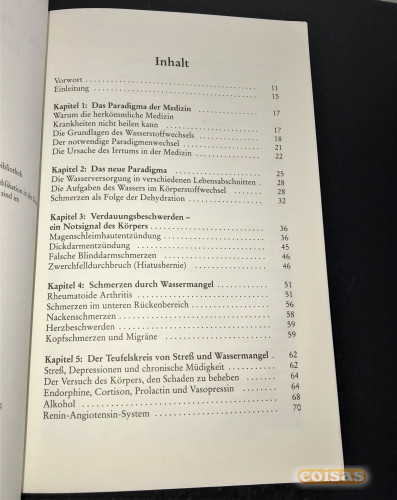 Inhalt
Vorwort . . . . . . . . . . . . . . . . . . . . . . . . . . 11
Einleitung . . . . . . . . . . . . . . . . . . . . . . . . . . 15
Kapitel 1: Das Paradigma der Medizin . . . . . . . . . . 17
Warum die herkömmliche Medizin
Krankheiten nicht heilen kann . . . . . . . . . . 17
Die Grundlagen des Wasserstoffwechsels . . . . . . . . . . 18
Der notwendige Paradigmenwechsel . . . . . . . . . . 21
Die Ursache des Irrtums in der Medizin . . . . . . . . . . 22
Kapitel 2: Das neue Paradigma . . . . . . . . . . 25
Die Wasserversorgung in verschiedenen Lebensabschnitten . 28
Die Aufgaben des Wassers im Körperstoffwechsel . . . . . 28
Schmerzen als Folge der Dehydration . . . . . . . . . . 32
Kapitel 3: Verdauungsbeschwerden –
ein Notsignal des Körpers . . . . . . . . . . 36
Magenschleimhautentzündung . . . . . . . . . . 36
Dickdarmentzündung . . . . . . . . . . 45
Falsche Blinddarmschmerzen . . . . . . . . . . 46
Zwerchfelldurchbruch (Hiatushernie) . . . . . . . . . . 46
Kapitel 4: Schmerzen durch Wassermangel . . . . . . . . 51
Rheumatoide Arthritis . . . . . . . . . . 51
Schmerzen im unteren Rückenbereich . . . . . . . . . . 56
Nackenschmerzen . . . . . . . . . . 58
Herzbeschwerden . . . . . . . . . . 59
Kopfschmerzen und Migräne . . . . . . . . . . 59
Kapitel 5: Der Teufelskreis von Streß und Wassermangel . 62
Streß, Depressionen und chronische Müdigkeit . . . . . . 62
Der Versuch des Körpers, den Schaden zu beheben . . . . 64
Endorphine, Cortison, Prolactin und Vasopressin . . . . . 64
Alkohol . . . . . . . . . . 68
Renin-Angiotensin-System . . . . . . . . . . 70
coisas